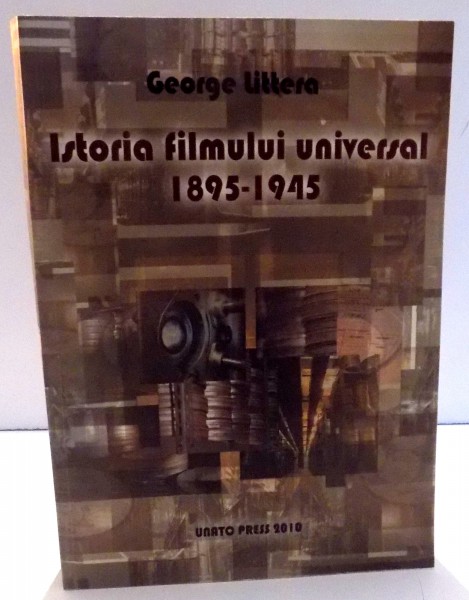 George Littera
Istoria filmului universal
1895-1945
UNATC PRESS 2010